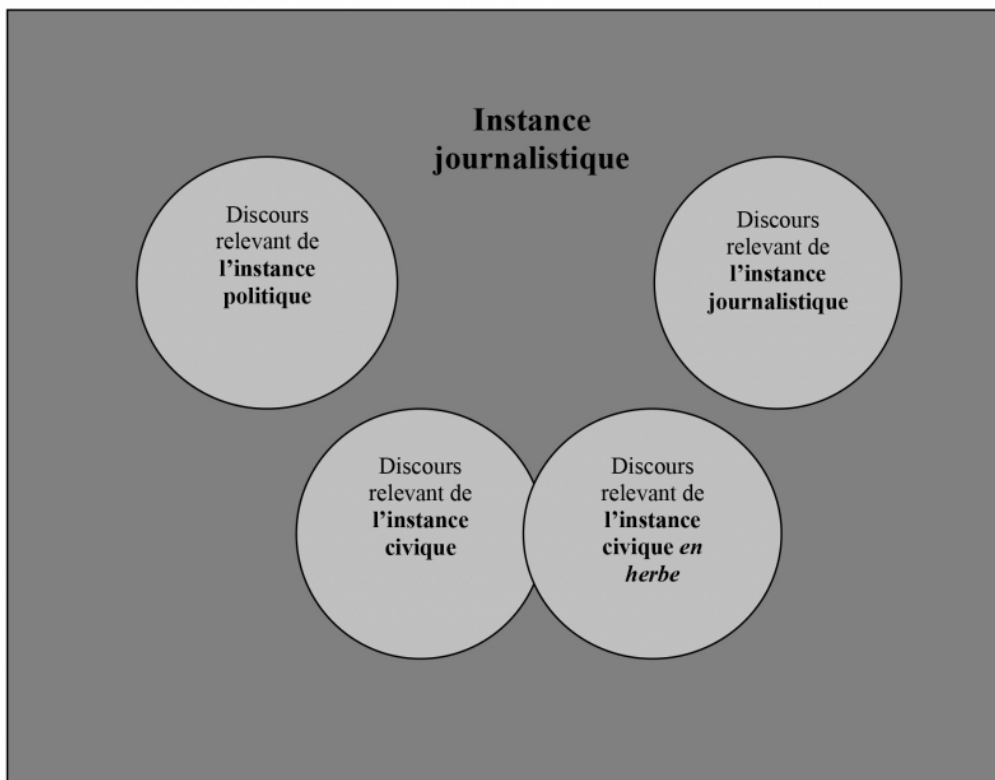 Instance
journalistique
Discours
relevant de
l’instance
politique
Discours
relevant de
l’instance
journalistique
Discours
relevant de
l’instance
civique
Discours
relevant de
l’instance
civique en
herbe